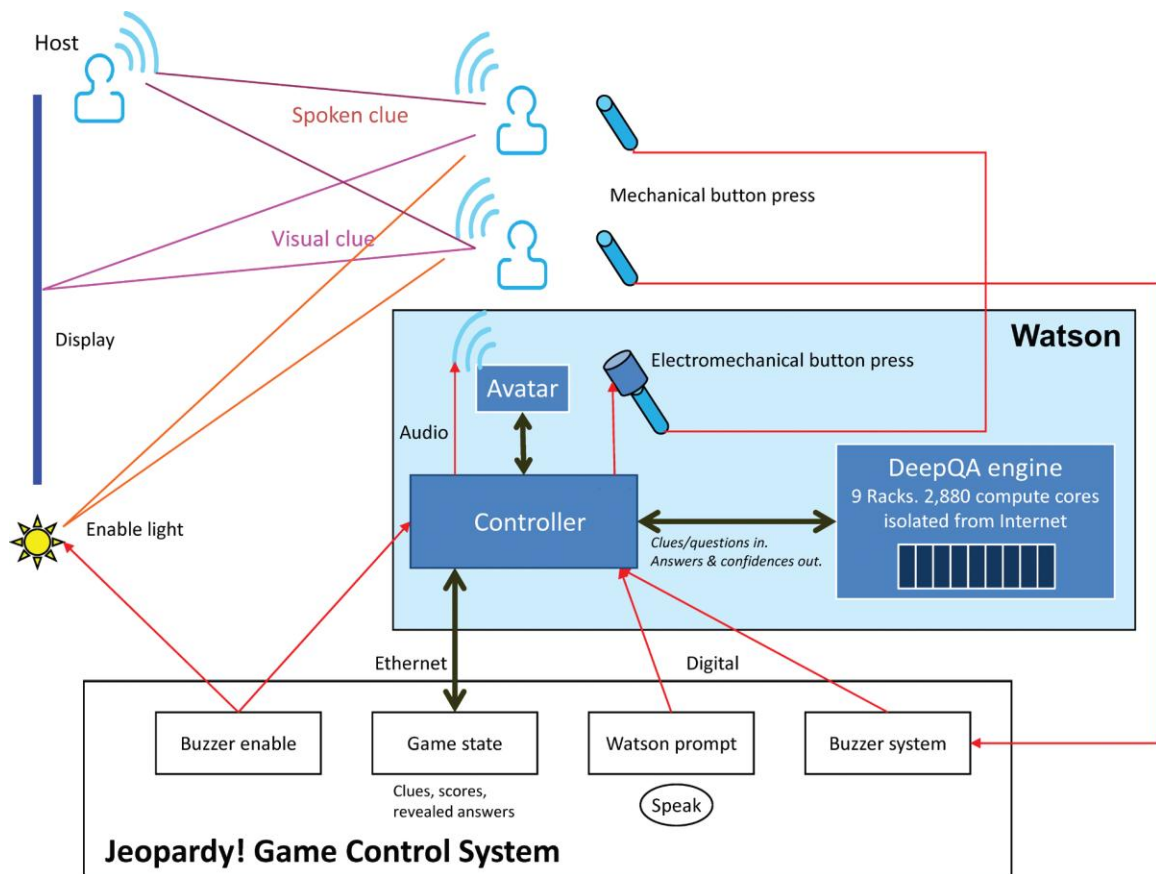 Host
Spoken clue
Mechanical button press
Visual clue
Display
Watson
Electromechanical button press
Avatar
Audio
DeepQA engine
9 Racks. 2,880 compute cores
isolated from Internet
Controller
Enable light
Clues/questions in.
Answers & confidences out.
Ethernet
Digital
Buzzer enable
Game state
Watson prompt
Buzzer system
Clues, scores,
revealed answers
Speak
Jeopardy! Game Control System